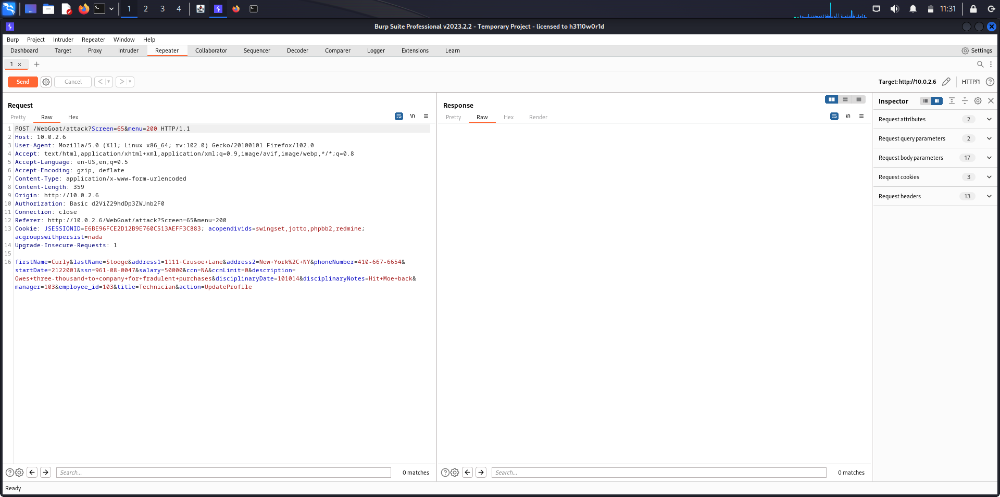 1 2 3 4
11:31
Burp Suite Professional v2023.2.2 - Temporary Project - licensed to h3110w0r1d
Burp Project Intruder Repeater Window Help
Dashboard Target Proxy Intruder Repeater Collaborator Sequencer Decoder Comparer Logger Extensions Learn Settings
1 × +
Send Cancel < > Target: http://10.0.2.6 HTTP/1 ?
Request
Pretty Raw Hex \n
1 POST /WebGoat/attack?Screen=65&menu=200 HTTP/1.1
2 Host: 10.0.2.6
3 User-Agent: Mozilla/5.0 (X11; Linux x86_64; rv:102.0) Gecko/20100101 Firefox/102.0
4 Accept: text/html,application/xhtml+xml,application/xml;q=0.9,image/avif,image/webp,*/*;q=0.8
5 Accept-Language: en-US,en;q=0.5
6 Accept-Encoding: gzip, deflate
7 Content-Type: application/x-www-form-urlencoded
8 Content-Length: 359
9 Origin: http://10.0.2.6
10 Authorization: Basic d2ViZ29hdDp3ZWJnb2F0
11 Connection: close
12 Referer: http://10.0.2.6/WebGoat/attack?Screen=65&menu=200
13 Cookie: JSESSIONID=E6BE96FCE2D12B9E760C513AEFF3C883; acopendivids=swingset,jotto,phpbb2,redmine;
acgroupswithpersist=nada
14 Upgrade-Insecure-Requests: 1
15
16 firstName=Curly&lastName=Stooge&address1=1111+Crusoe+Lane&address2=New+York%2C+NY&phoneNumber=410-667-6654&
startDate=2122001&ssn=961-08-0047&salary=50000&ccn=NA&ccnLimit=0&description=
Owes+three-thousand+to+company+for+fradulent+purchases&disciplinaryDate=101014&disciplinaryNotes=Hit+Moe+back&
manager=103&employee_id=103&title=Technician&action=UpdateProfile
? Search... 0 matches
Response
Pretty Raw Hex Render \n
? Search... 0 matches
Inspector
Request attributes 2
Request query parameters 2
Request body parameters 17
Request cookies 3
Request headers 13
Ready